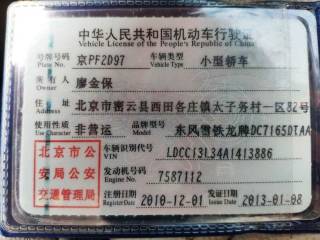 中华人民共和国机动车行驶证
Vehicle License of the People's Republic of China
号牌号码 京PF2D97 车辆类型 小型轿车
Plate No. Vehicle Type
所有人 廖金保
Owner
住址 北京市密云县西田各庄镇太子务村一区82号
Address
使用性质 非营运 品牌型号 东风雪铁龙牌DC7165DTAA
Use Character Model
北京市公安局公安交通管理局
车辆识别代号 LDCC13L34A1413886
VIN
发动机号码 7587112
Engine No.
注册日期 2010-12-01 发证日期 2013-01-08
Register Date Issue Date